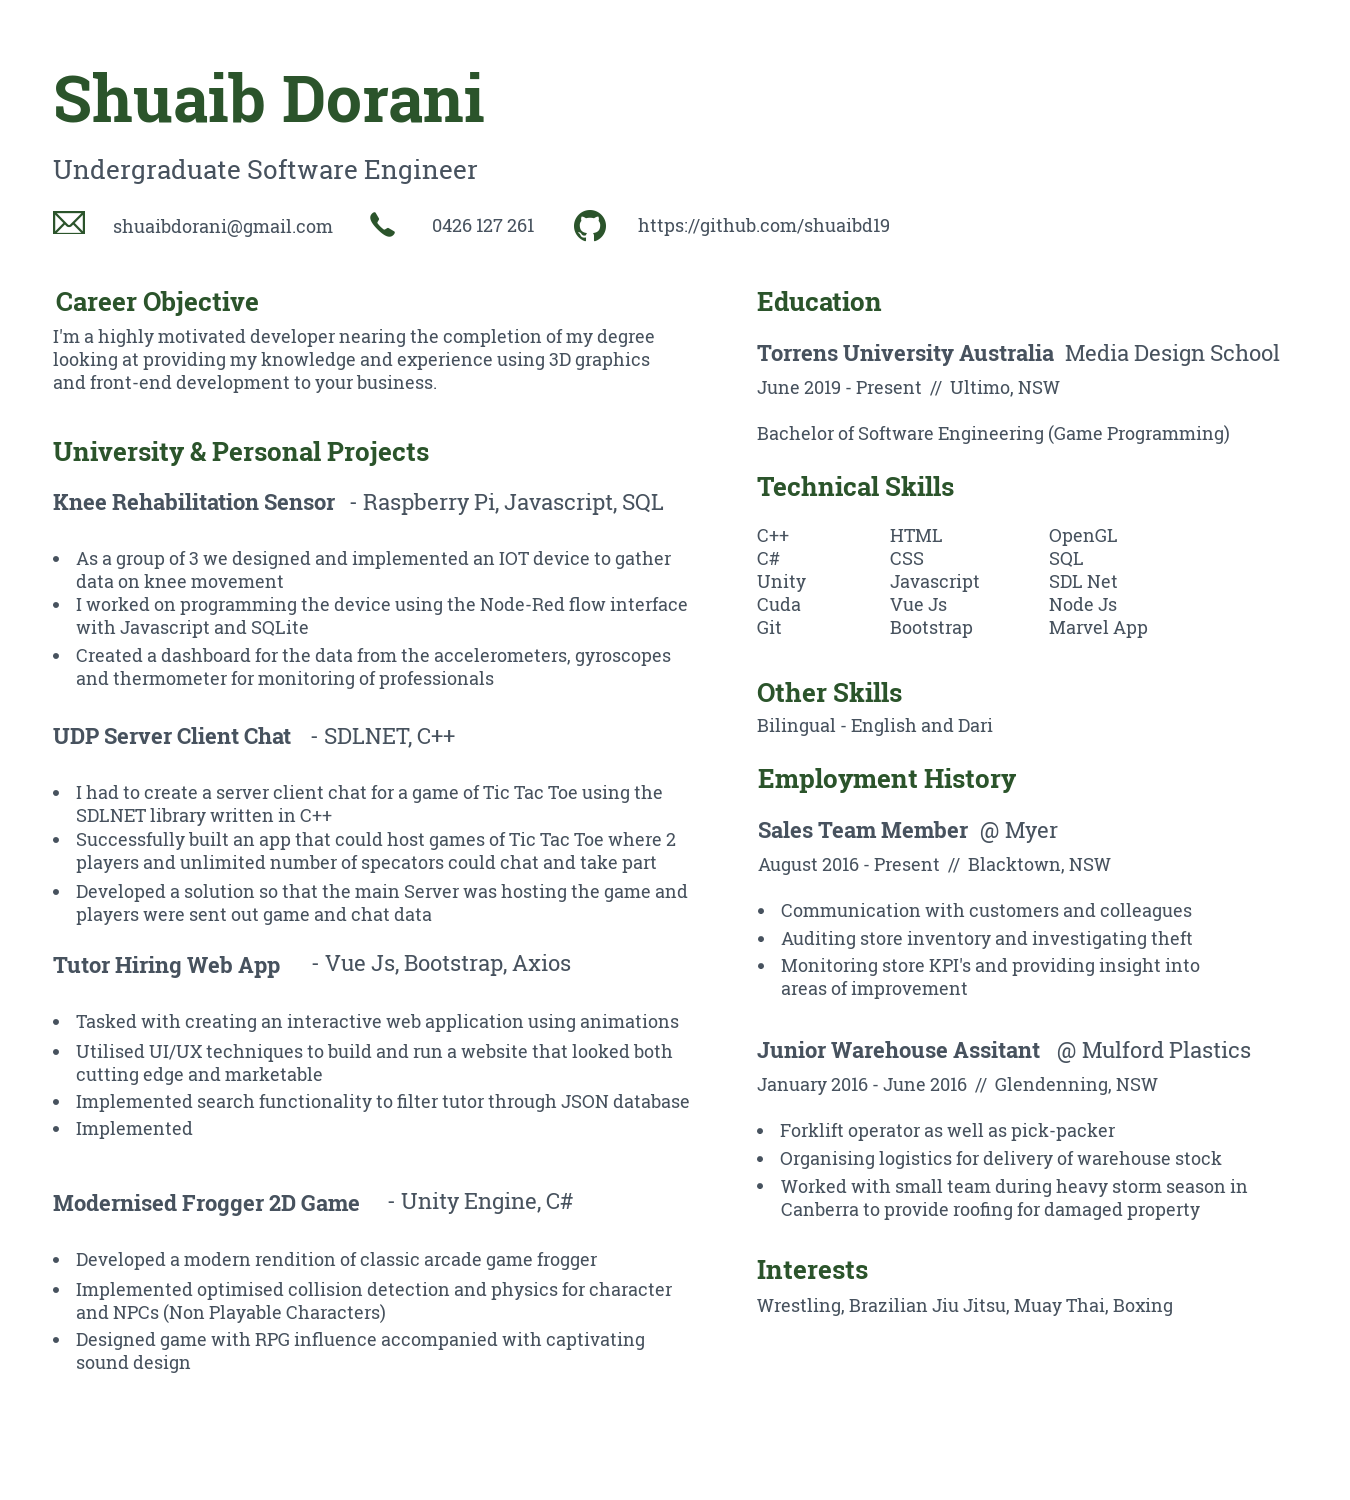 Shuaib Dorani
Undergraduate Software Engineer
shuaibdorani@gmail.com
0426 127 261
https://github.com/shuaibd19
Career Objective
I'm a highly motivated developer nearing the completion of my degree
looking at providing my knowledge and experience using 3D graphics
and front-end development to your business.
University & Personal Projects
Knee Rehabilitation Sensor - Raspberry Pi, Javascript, SQL
• As a group of 3 we designed and implemented an IOT device to gather
data on knee movement
• I worked on programming the device using the Node-Red flow interface
with Javascript and SQLite
• Created a dashboard for the data from the accelerometers, gyroscopes
and thermometer for monitoring of professionals
UDP Server Client Chat - SDLNET, C++
• I had to create a server client chat for a game of Tic Tac Toe using the
SDLNET library written in C++
• Successfully built an app that could host games of Tic Tac Toe where 2
players and unlimited number of specators could chat and take part
• Developed a solution so that the main Server was hosting the game and
players were sent out game and chat data
Tutor Hiring Web App - Vue Js, Bootstrap, Axios
• Tasked with creating an interactive web application using animations
• Utilised UI/UX techniques to build and run a website that looked both
cutting edge and marketable
• Implemented search functionality to filter tutor through JSON database
• Implemented
Modernised Frogger 2D Game - Unity Engine, C#
• Developed a modern rendition of classic arcade game frogger
• Implemented optimised collision detection and physics for character
and NPCs (Non Playable Characters)
• Designed game with RPG influence accompanied with captivating
sound design
Education
Torrens University Australia Media Design School
June 2019 - Present // Ultimo, NSW
Bachelor of Software Engineering (Game Programming)
Technical Skills
C++ HTML OpenGL
C# CSS SQL
Unity Javascript SDL Net
Cuda Vue Js Node Js
Git Bootstrap Marvel App
Other Skills
Bilingual - English and Dari
Employment History
Sales Team Member @ Myer
August 2016 - Present // Blacktown, NSW
• Communication with customers and colleagues
• Auditing store inventory and investigating theft
• Monitoring store KPI's and providing insight into
areas of improvement
Junior Warehouse Assitant @ Mulford Plastics
January 2016 - June 2016 // Glendenning, NSW
• Forklift operator as well as pick-packer
• Organising logistics for delivery of warehouse stock
• Worked with small team during heavy storm season in
Canberra to provide roofing for damaged property
Interests
Wrestling, Brazilian Jiu Jitsu, Muay Thai, Boxing